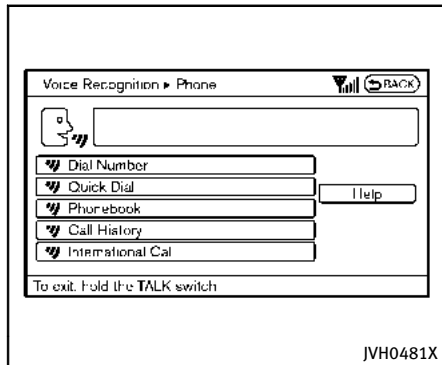 Voice Recognition ▸ Phone
BACK
Dial Number
Quick Dial
Help
Phonebook
Call History
International Cal
To exit, hold the TALK switch
JVH0481X